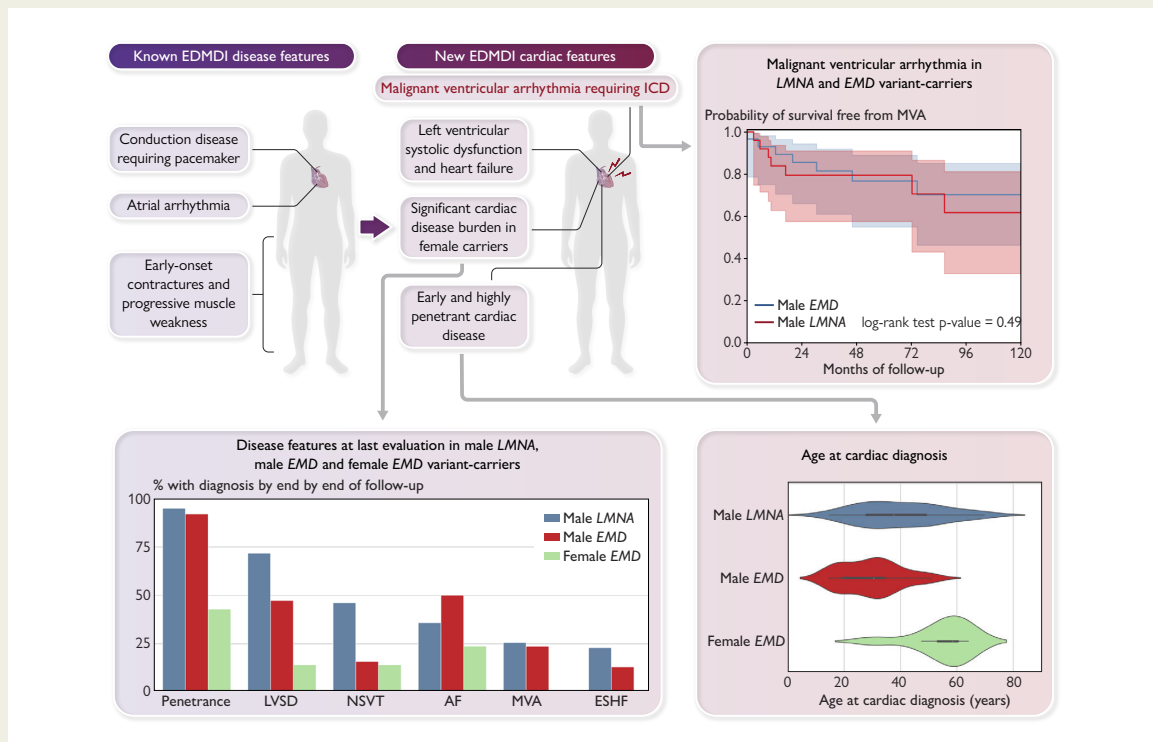 Known EDMDI disease features
Conduction disease
requiring pacemaker
Atrial arrhythmia
Early-onset
contractures and
progressive muscle
weakness
New EDMDI cardiac features
Malignant ventricular arrhythmia requiring ICD
Left ventricular
systolic dysfunction
and heart failure
Significant cardiac
disease burden in
female carriers
Early and highly
penetrant cardiac
disease
Malignant ventricular arrhythmia in
LMNA and EMD variant-carriers
Probability of survival free from MVA
1.0
0.8
0.6
0.4
0.2
0.0
Male EMD
Male LMNA log-rank test p-value = 0.49
0 24 48 72 96 120
Months of follow-up
Disease features at last evaluation in male LMNA,
male EMD and female EMD variant-carriers
% with diagnosis by end by end of follow-up
100
75
50
25
0
Male LMNA
Male EMD
Female EMD
Penetrance LVSD NSVT AF MVA ESHF
Age at cardiac diagnosis
Male LMNA
Male EMD
Female EMD
0 20 40 60 80
Age at cardiac diagnosis (years)